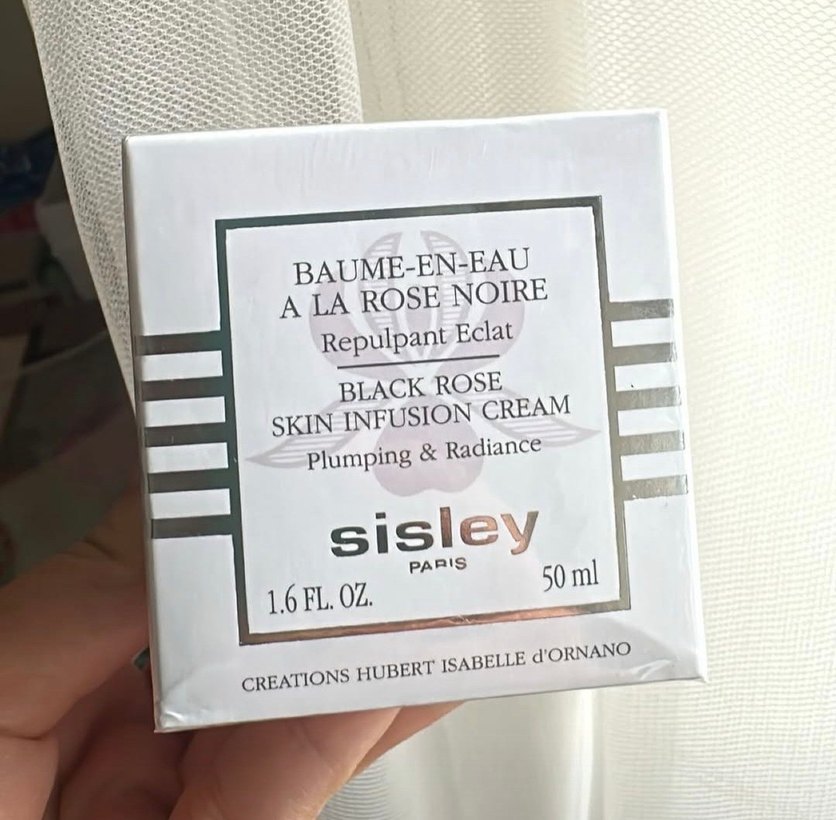 BAUME-EN-EAU
A LA ROSE NOIRE
Repulpant Eclat
BLACK ROSE
SKIN INFUSION CREAM
Plumping & Radiance
sisley
PARIS
1.6 FL. OZ. 50 ml
CREATIONS HUBERT ISABELLE d'ORNANO